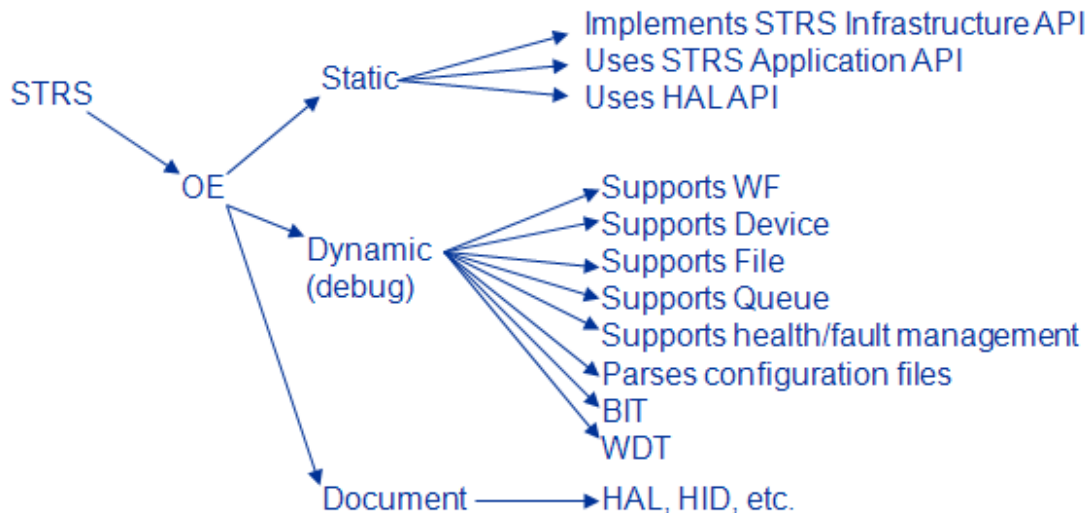 Implements STRS Infrastructure API
Uses STRS Application API
Uses HAL API
Static
STRS
OE
Dynamic
(debug)
Supports WF
Supports Device
Supports File
Supports Queue
Supports health/fault management
Parses configuration files
BIT
WDT
Document
HAL, HID, etc.